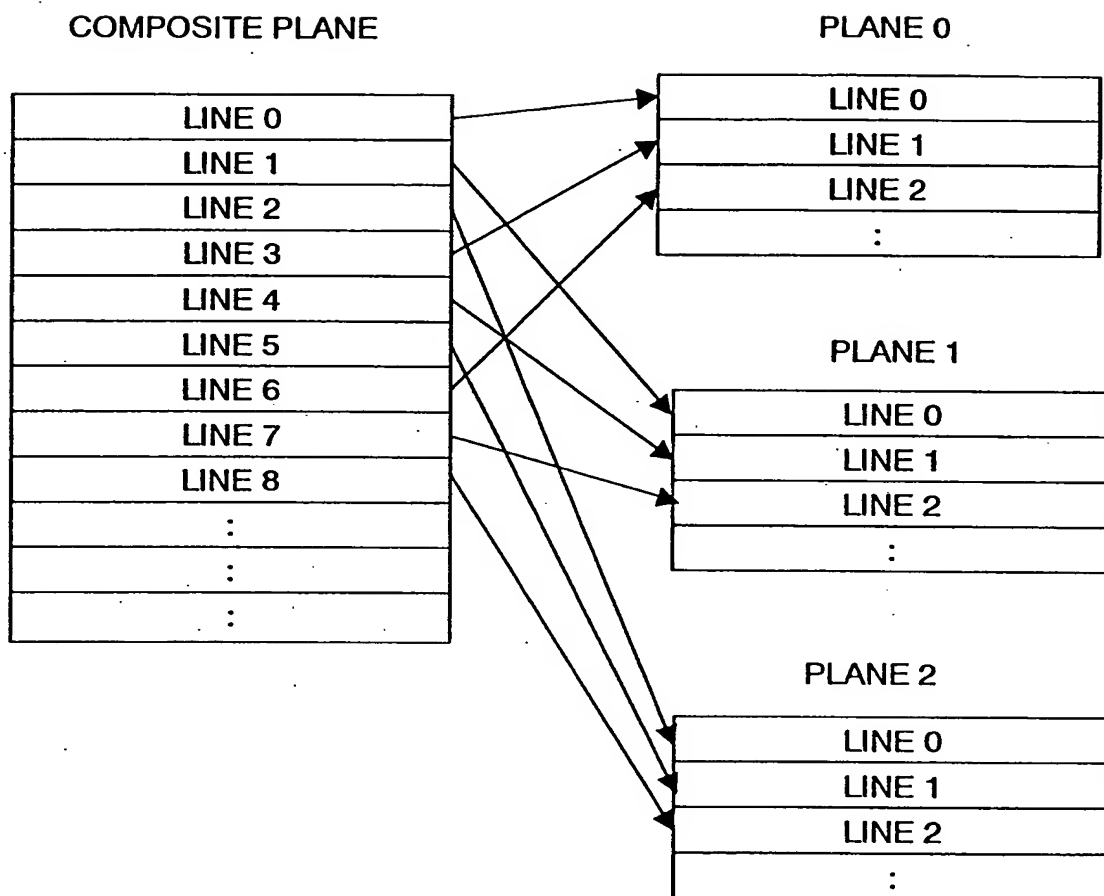 COMPOSITE PLANE
LINE 0
LINE 1
LINE 2
LINE 3
LINE 4
LINE 5
LINE 6
LINE 7
LINE 8
:
:
:
PLANE 0
LINE 0
LINE 1
LINE 2
:
PLANE 1
LINE 0
LINE 1
LINE 2
:
PLANE 2
LINE 0
LINE 1
LINE 2
: